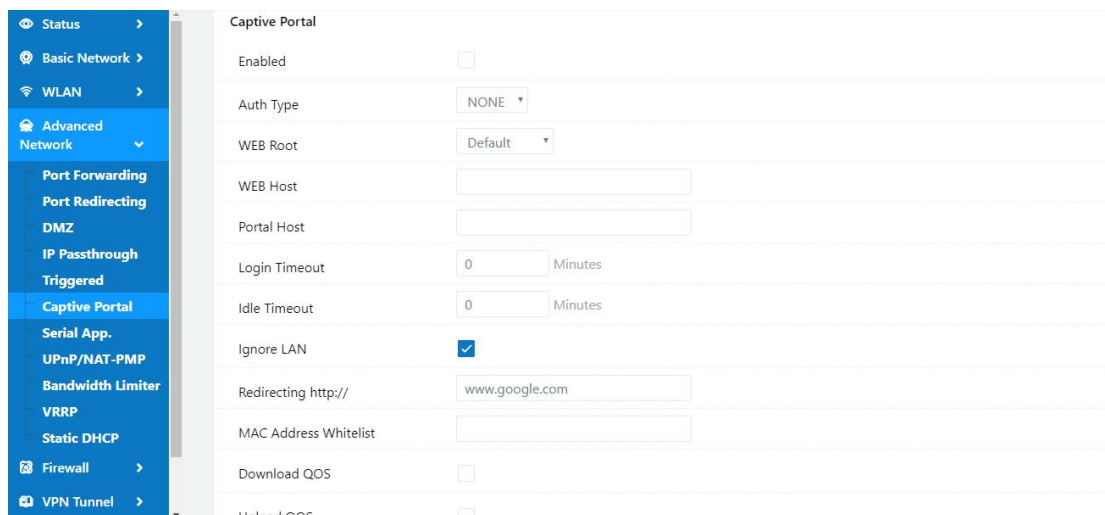 Status
Basic Network
WLAN
Advanced
Network
Port Forwarding
Port Redirecting
DMZ
IP Passthrough
Triggered
Captive Portal
Serial App.
UPnP/NAT-PMP
Bandwidth Limiter
VRRP
Static DHCP
Firewall
VPN Tunnel
Captive Portal
Enabled
Auth Type NONE
WEB Root Default
WEB Host
Portal Host
Login Timeout 0 Minutes
Idle Timeout 0 Minutes
Ignore LAN
Redirecting http:// www.google.com
MAC Address Whitelist
Download QOS